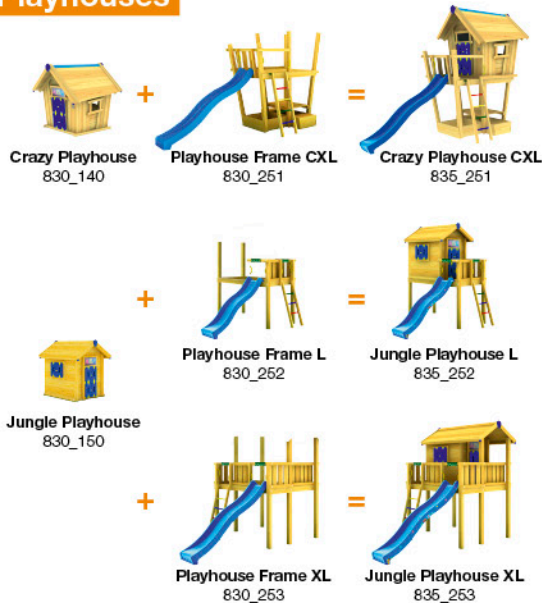 Playhouses
Crazy Playhouse
830_140
+
Playhouse Frame CXL
830_251
=
Crazy Playhouse CXL
835_251
+
Playhouse Frame L
830_252
=
Jungle Playhouse L
835_252
Jungle Playhouse
830_150
+
Playhouse Frame XL
830_253
=
Jungle Playhouse XL
835_253